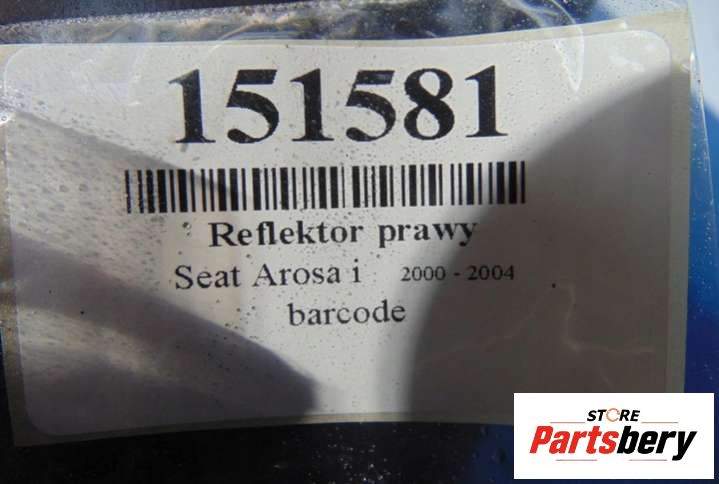 151581
Reflektor prawy
Seat Arosa i 2000 - 2004
barcode
STORE
Partsbery